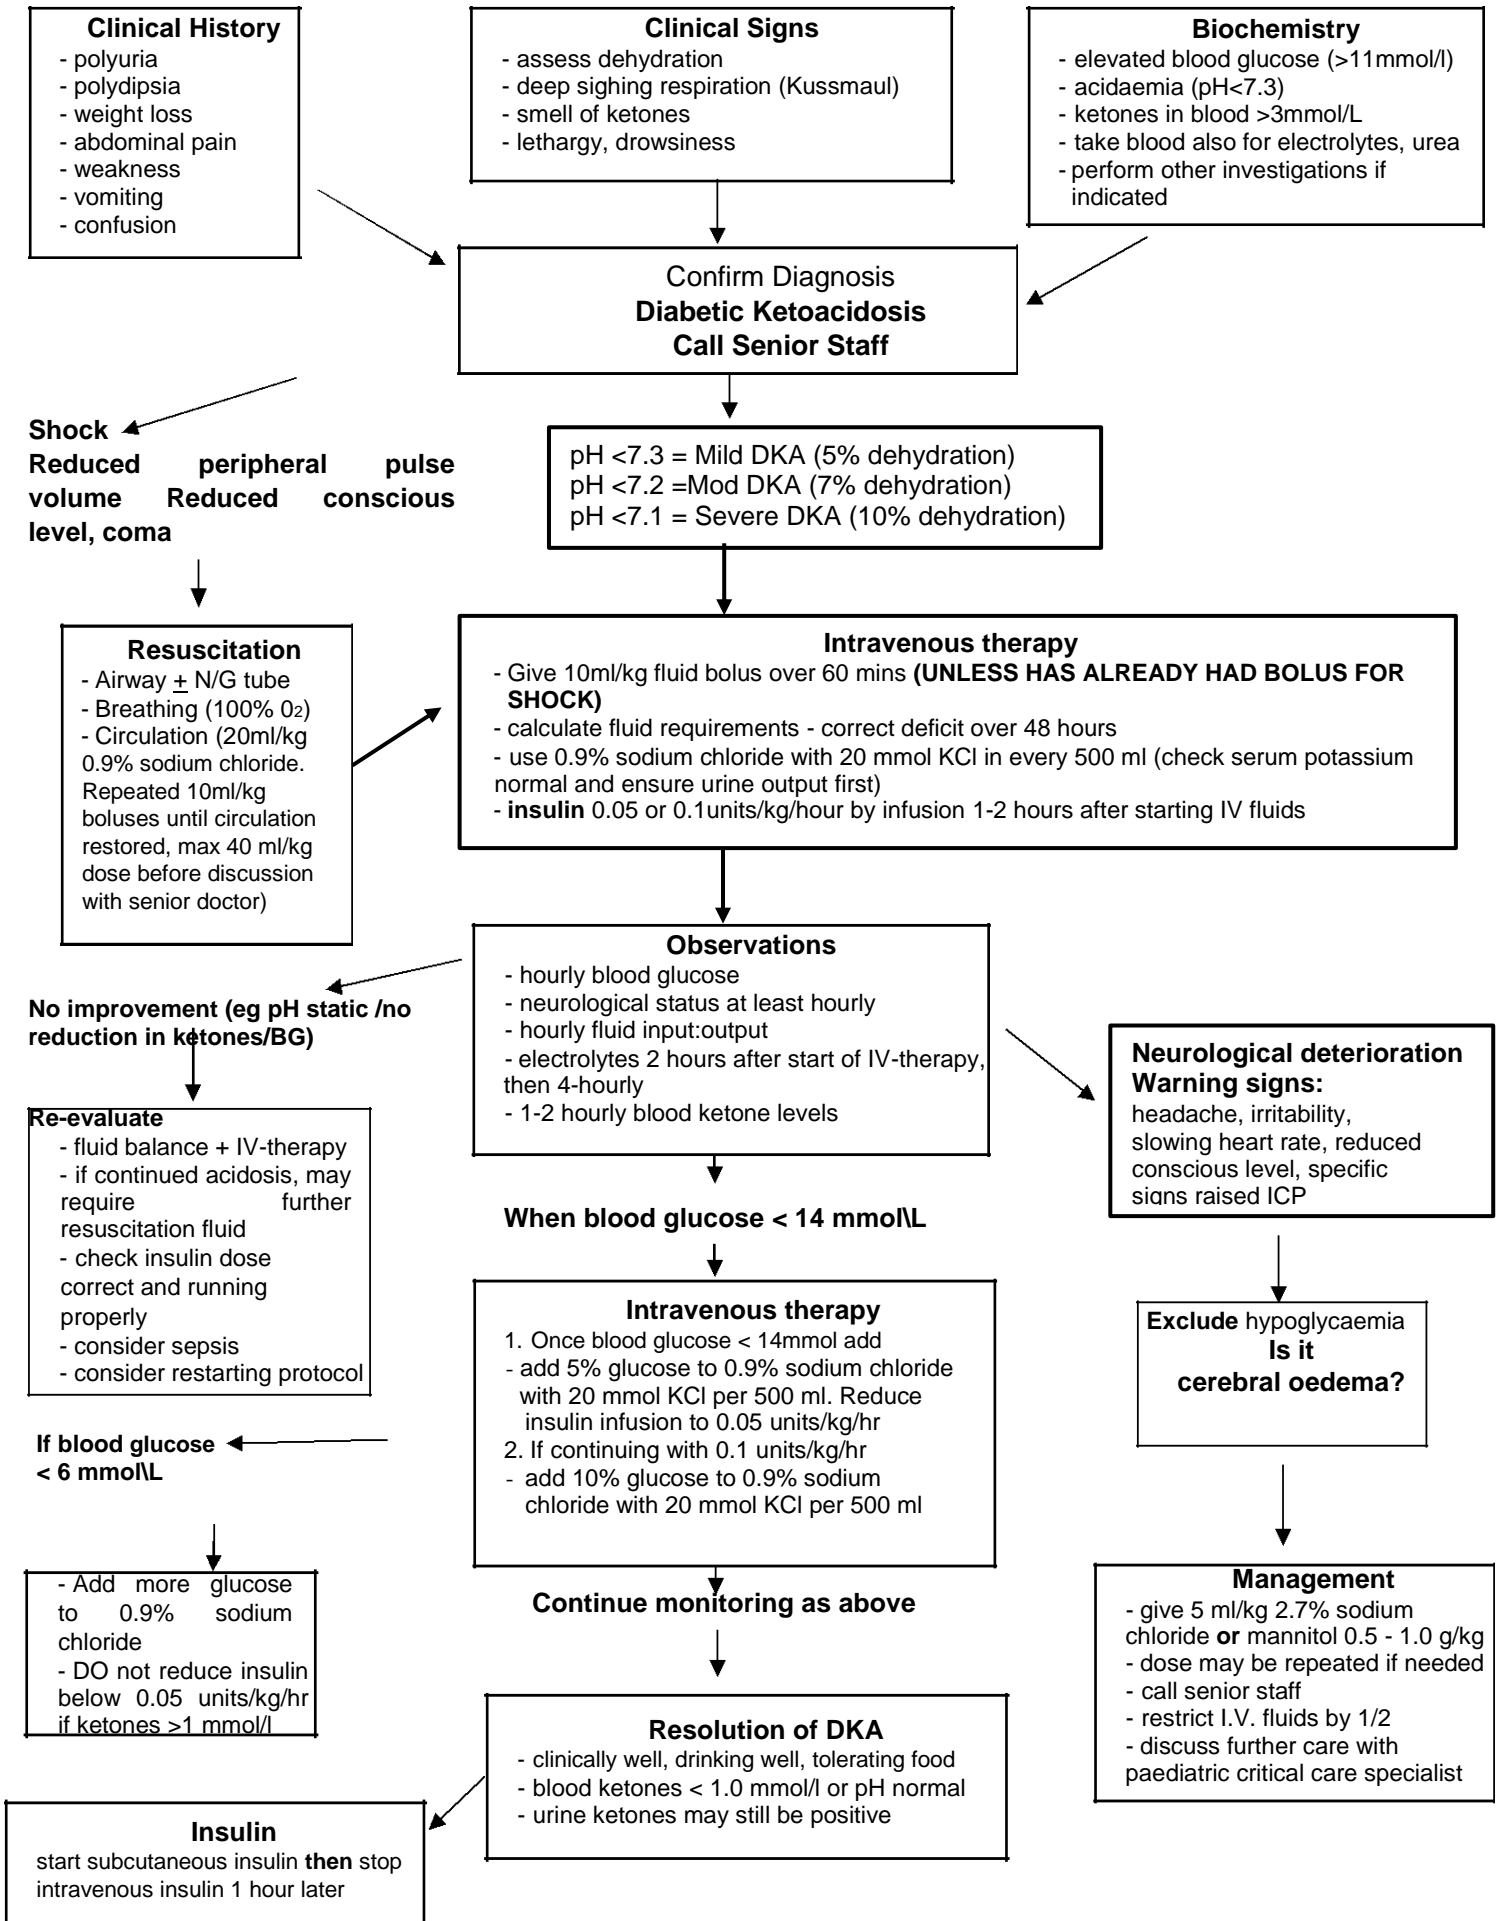 Clinical History
- polyuria
- polydipsia
- weight loss
- abdominal pain
- weakness
- vomiting
- confusion
Clinical Signs
- assess dehydration
- deep sighing respiration (Kussmaul)
- smell of ketones
- lethargy, drowsiness
Biochemistry
- elevated blood glucose (>11mmol/l)
- acidaemia (pH<7.3)
- ketones in blood >3mmol/L
- take blood also for electrolytes, urea
- perform other investigations if
indicated
Confirm Diagnosis
Diabetic Ketoacidosis
Call Senior Staff
Shock
Reduced peripheral pulse
volume Reduced conscious
level, coma
pH <7.3 = Mild DKA (5% dehydration)
pH <7.2 =Mod DKA (7% dehydration)
pH <7.1 = Severe DKA (10% dehydration)
Resuscitation
- Airway + N/G tube
- Breathing (100% 02)
- Circulation (20ml/kg
0.9% sodium chloride.
Repeated 10ml/kg
boluses until circulation
restored, max 40 ml/kg
dose before discussion
with senior doctor)
Intravenous therapy
- Give 10ml/kg fluid bolus over 60 mins (UNLESS HAS ALREADY HAD BOLUS FOR
SHOCK)
- calculate fluid requirements - correct deficit over 48 hours
- use 0.9% sodium chloride with 20 mmol KCl in every 500 ml (check serum potassium
normal and ensure urine output first)
- insulin 0.05 or 0.1units/kg/hour by infusion 1-2 hours after starting IV fluids
Observations
- hourly blood glucose
- neurological status at least hourly
- hourly fluid input:output
- electrolytes 2 hours after start of IV-therapy,
then 4-hourly
- 1-2 hourly blood ketone levels
No improvement (eg pH static /no
reduction in ketones/BG)
Re-evaluate
- fluid balance + IV-therapy
- if continued acidosis, may
require further
resuscitation fluid
- check insulin dose
correct and running
properly
- consider sepsis
- consider restarting protocol
Neurological deterioration
Warning signs:
headache, irritability,
slowing heart rate, reduced
conscious level, specific
signs raised ICP
When blood glucose < 14 mmol\L
Intravenous therapy
1. Once blood glucose < 14mmol add
- add 5% glucose to 0.9% sodium chloride
with 20 mmol KCl per 500 ml. Reduce
insulin infusion to 0.05 units/kg/hr
2. If continuing with 0.1 units/kg/hr
- add 10% glucose to 0.9% sodium
chloride with 20 mmol KCl per 500 ml
Exclude hypoglycaemia
Is it
cerebral oedema?
If blood glucose
< 6 mmol\L
- Add more glucose
to 0.9% sodium
chloride
- DO not reduce insulin
below 0.05 units/kg/hr
if ketones >1 mmol/l
Continue monitoring as above
Management
- give 5 ml/kg 2.7% sodium
chloride or mannitol 0.5 - 1.0 g/kg
- dose may be repeated if needed
- call senior staff
- restrict I.V. fluids by 1/2
- discuss further care with
paediatric critical care specialist
Resolution of DKA
- clinically well, drinking well, tolerating food
- blood ketones < 1.0 mmol/l or pH normal
- urine ketones may still be positive
Insulin
start subcutaneous insulin then stop
intravenous insulin 1 hour later